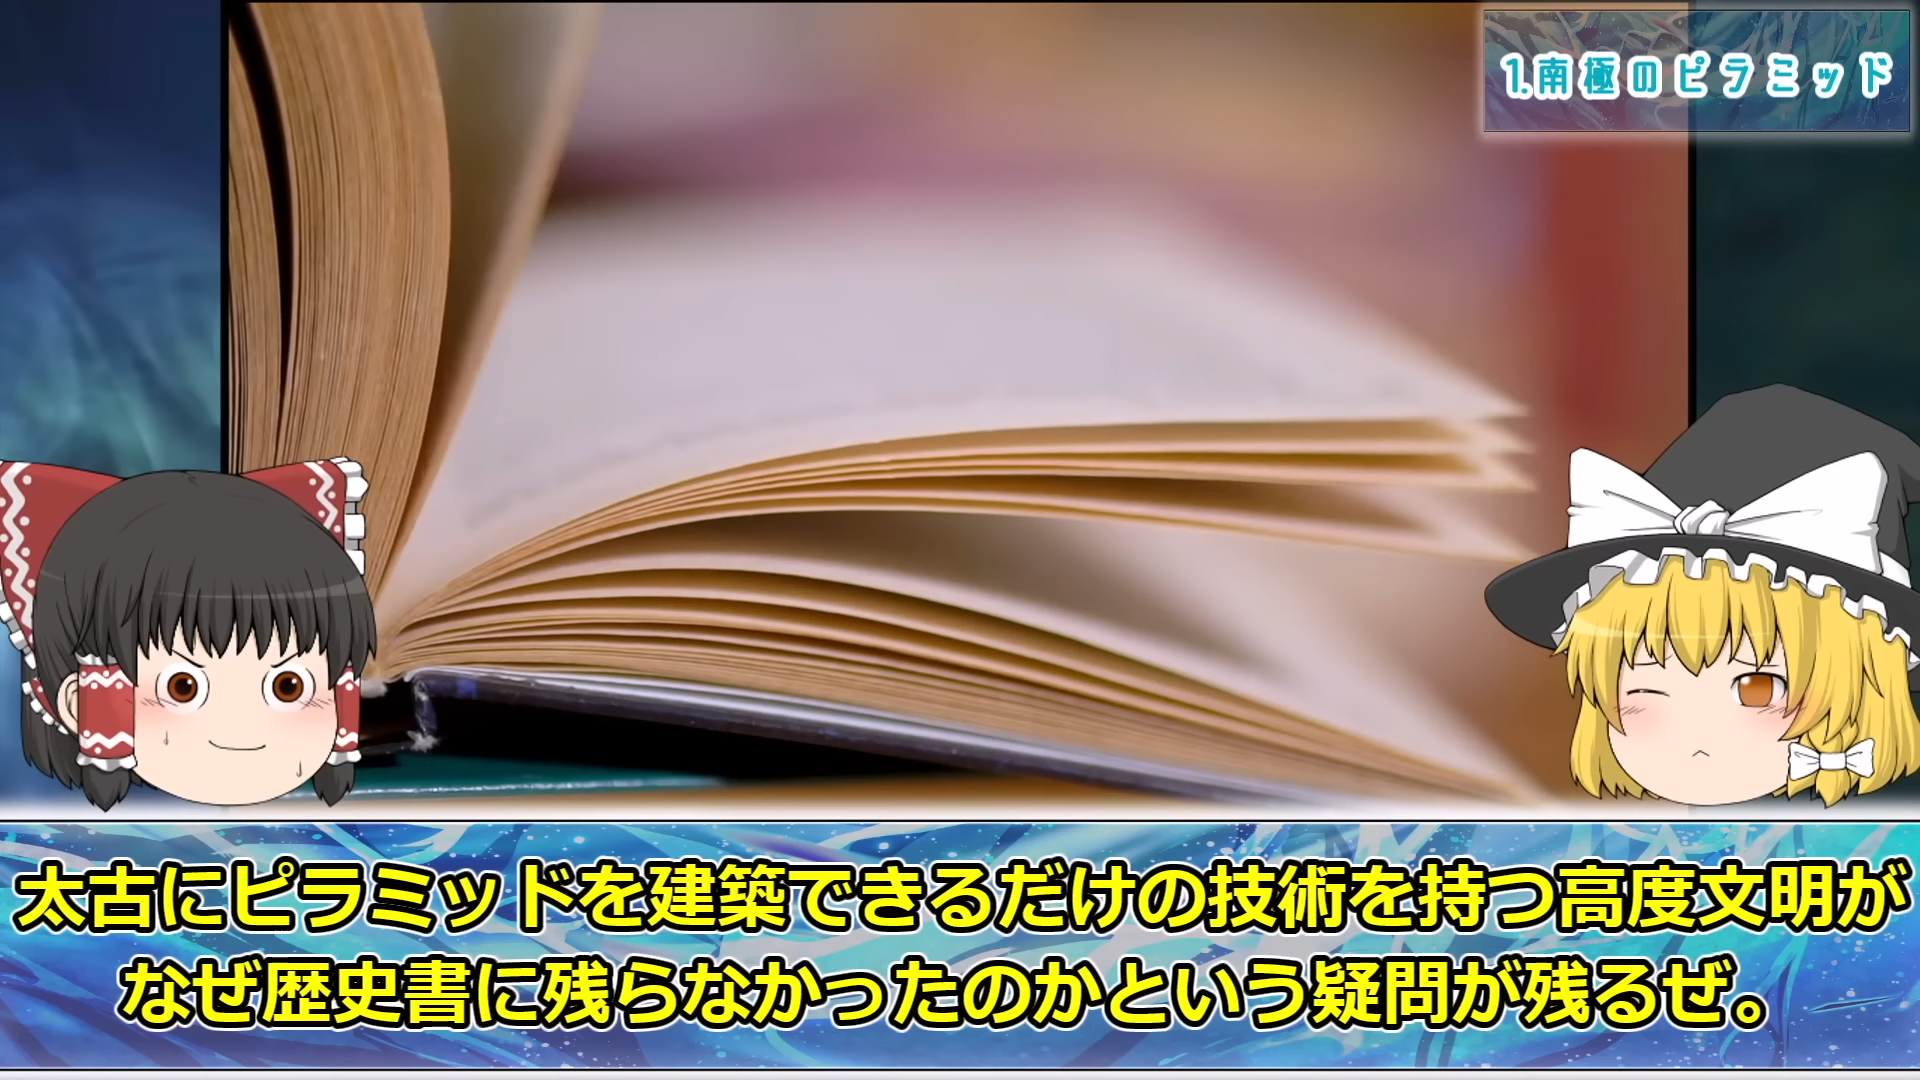 1.南極のピラミッド
太古にピラミッドを建築できるだけの技術を持つ高度文明が
なぜ歴史書に残らなかったのかという疑問が残るぜ。